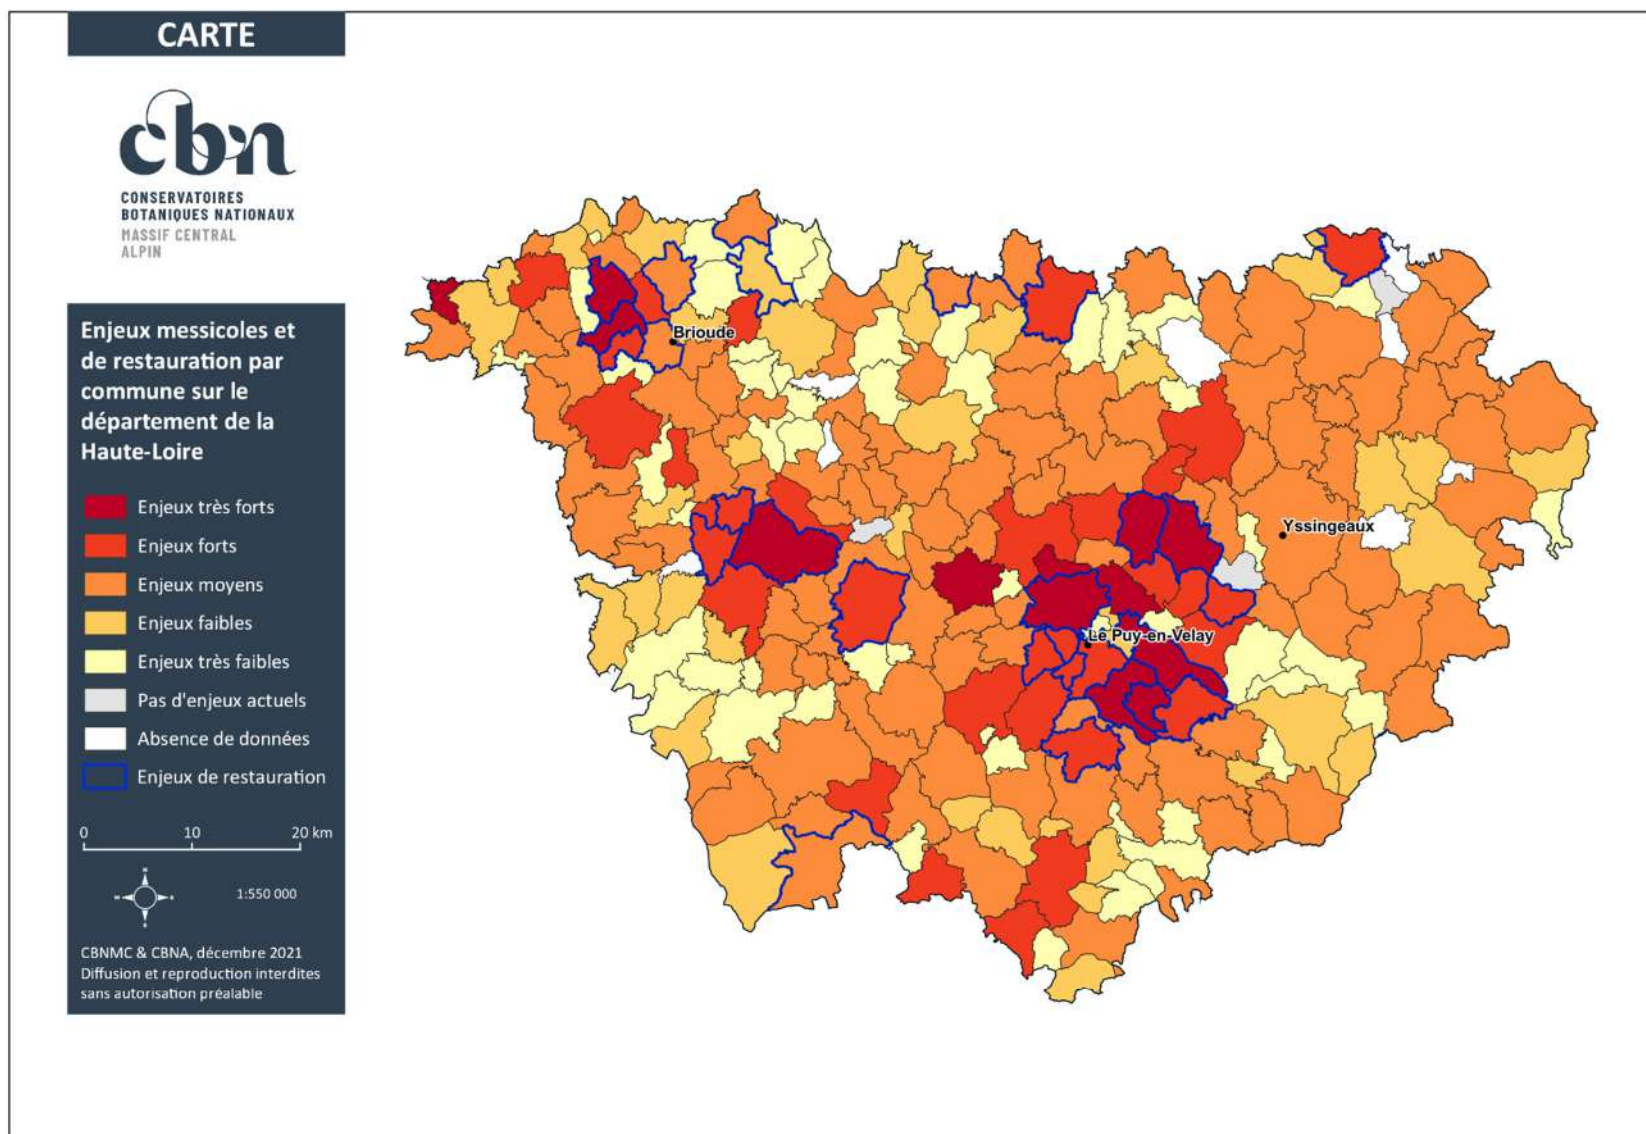 CARTE
cbn
CONSERVATOIRES
BOTANIQUES NATIONAUX
MASSIF CENTRAL
ALPIN
Enjeux messicoles et
de restauration par
commune sur le
département de la
Haute-Loire
Enjeux très forts
Enjeux forts
Enjeux moyens
Enjeux faibles
Enjeux très faibles
Pas d'enjeux actuels
Absence de données
Enjeux de restauration
0 10 20 km
1:550 000
CBNMC & CBNA, décembre 2021
Diffusion et reproduction interdites
sans autorisation préalable
Brioude
Yssingeaux
Le Puy-en-Velay